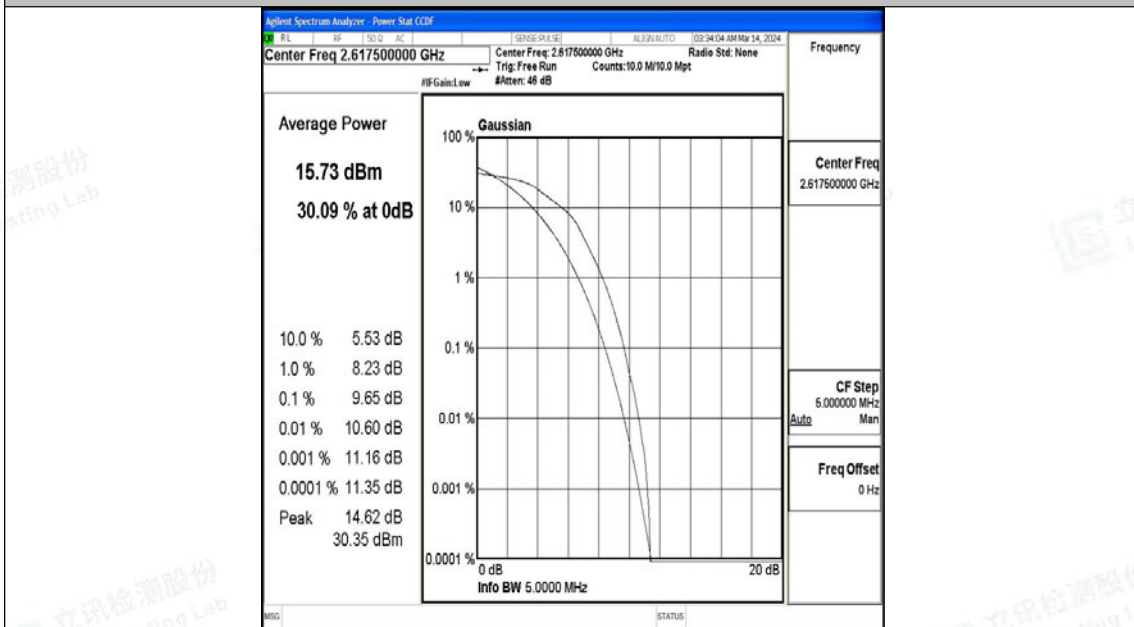 Agilent Spectrum Analyzer - Power Stat CCDF
RL RF 50 Ω AC SENSE:PULSE ALIGNAUTO 03:34:04 AM Mar 14, 2024
Center Freq 2.617500000 GHz
Center Freq: 2.617500000 GHz Radio Std: None
Trig: Free Run Counts:10.0 M/10.0 Mpt
#IFGain:Low #Atten: 46 dB
Frequency
Average Power
15.73 dBm
30.09 % at 0dB
10.0 % 5.53 dB
1.0 % 8.23 dB
0.1 % 9.65 dB
0.01 % 10.60 dB
0.001 % 11.16 dB
0.0001 % 11.35 dB
Peak 14.62 dB
30.35 dBm
Gaussian
100 %
10 %
1 %
0.1 %
0.01 %
0.001 %
0.0001 %
0 dB 20 dB
Info BW 5.0000 MHz
Center Freq
2.617500000 GHz
CF Step
5.000000 MHz
Auto Man
Freq Offset
0 Hz
MSG STATUS
立讯检测股份